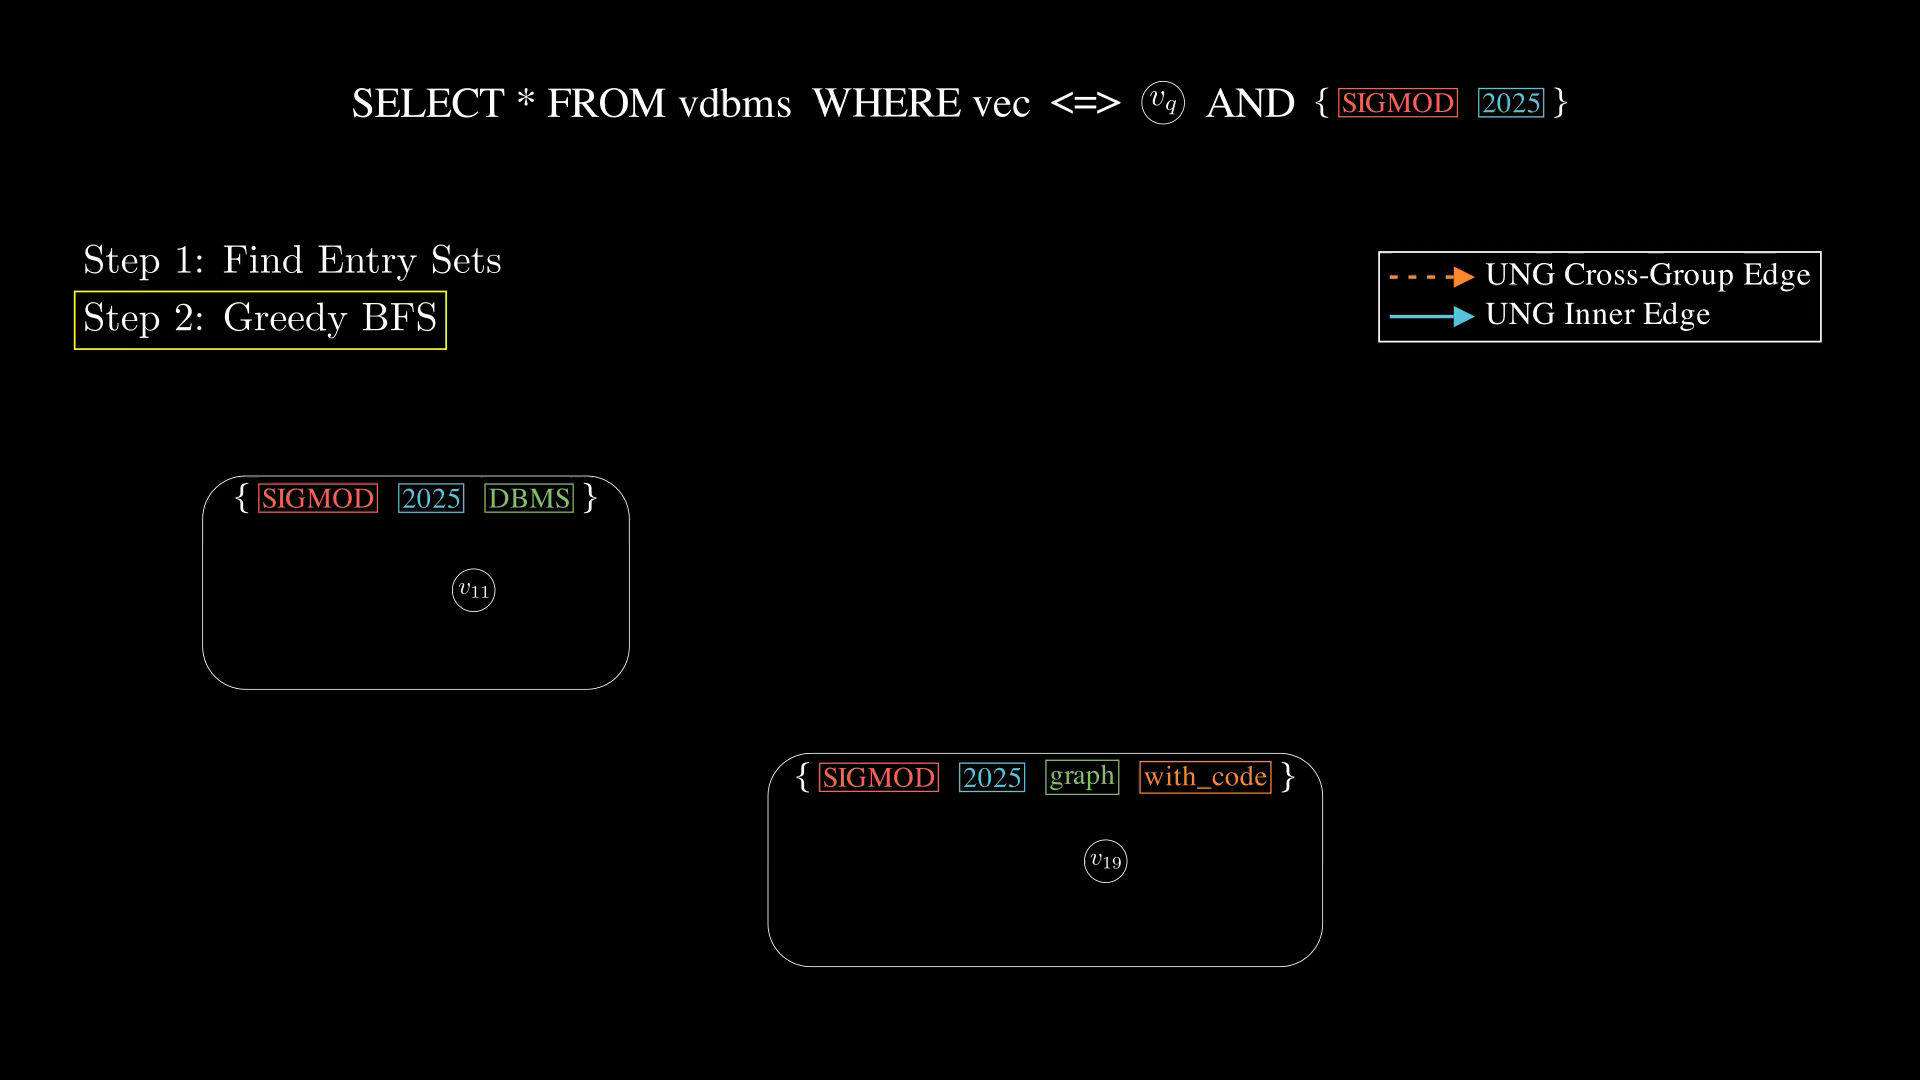 SELECT * FROM vdbms WHERE vec <=> v_q AND { SIGMOD 2025 }
Step 1: Find Entry Sets
Step 2: Greedy BFS
UNG Cross-Group Edge
UNG Inner Edge
{ SIGMOD 2025 DBMS }
v_11
{ SIGMOD 2025 graph with_code }
v_19